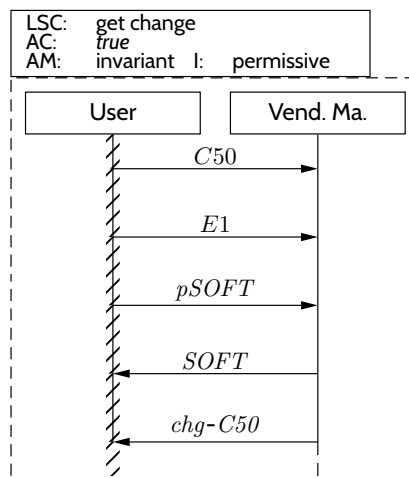 LSC: get change
AC: true
AM: invariant I: permissive
User Vend. Ma.
C50
E1
pSOFT
SOFT
chg-C50